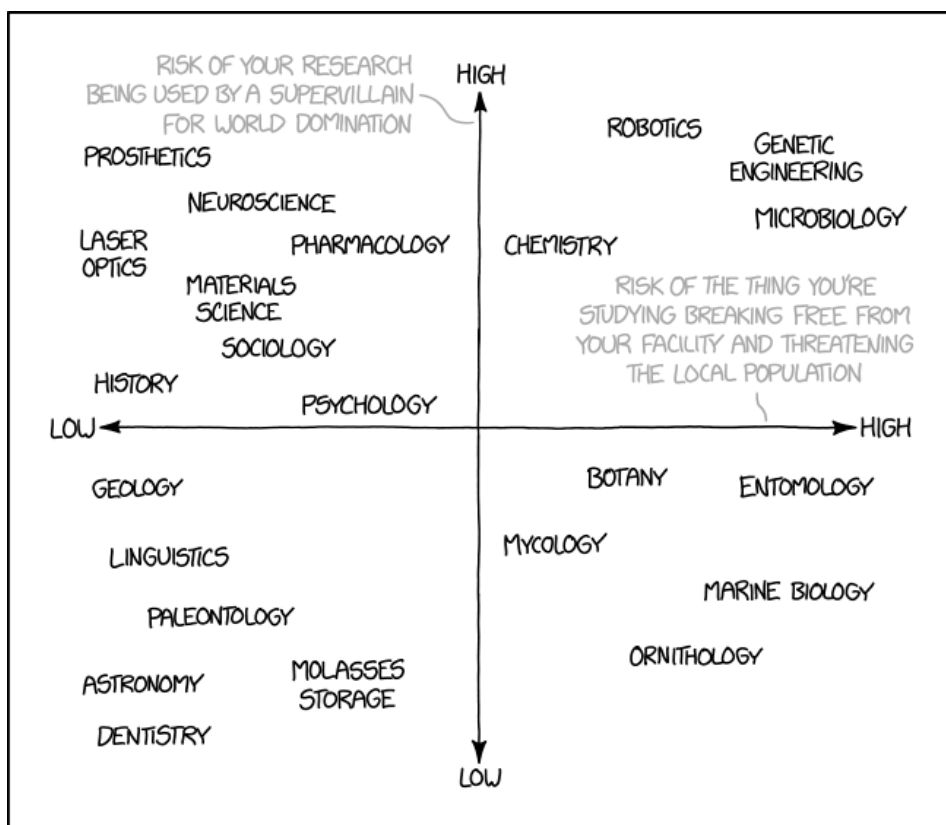 RISK OF YOUR RESEARCH
BEING USED BY A SUPERVILLAIN
FOR WORLD DOMINATION
HIGH
ROBOTICS
GENETIC
ENGINEERING
PROSTHETICS
NEUROSCIENCE
MICROBIOLOGY
LASER
OPTICS
PHARMACOLOGY
CHEMISTRY
MATERIALS
SCIENCE
RISK OF THE THING YOU'RE
STUDYING BREAKING FREE FROM
YOUR FACILITY AND THREATENING
THE LOCAL POPULATION
SOCIOLOGY
HISTORY
PSYCHOLOGY
LOW
HIGH
GEOLOGY
BOTANY
ENTOMOLOGY
LINGUISTICS
MYCOLOGY
MARINE BIOLOGY
PALEONTOLOGY
ORNITHOLOGY
ASTRONOMY
MOLASSES
STORAGE
DENTISTRY
LOW